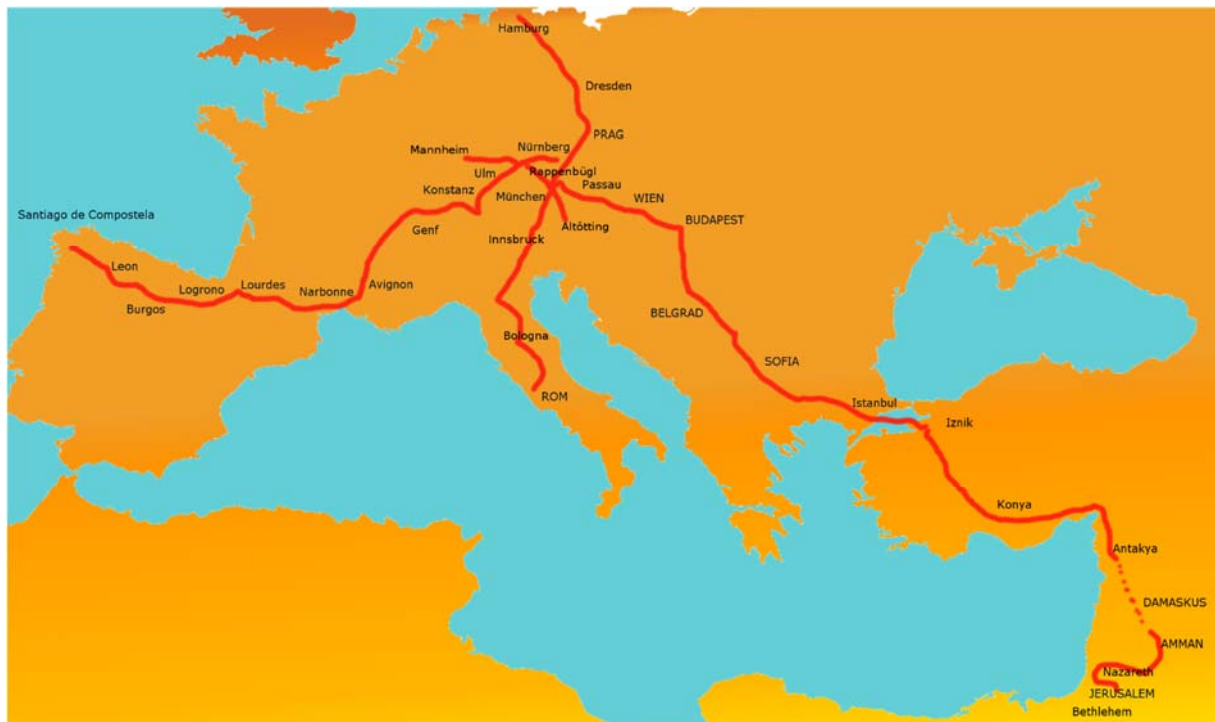 Hamburg
Dresden
PRAG
Nürnberg
Mannheim
Rappenbügl
Ulm
Passau
Konstanz
München
WIEN
Santiago de Compostela
BUDAPEST
Genf
Altötting
Innsbruck
Leon
Lourdes
Avignon
Logrono
Narbonne
Burgos
BELGRAD
Bologna
SOFIA
ROM
Istanbul
Iznik
Konya
Antakya
DAMASKUS
AMMAN
Nazareth
JERUSALEM
Bethlehem